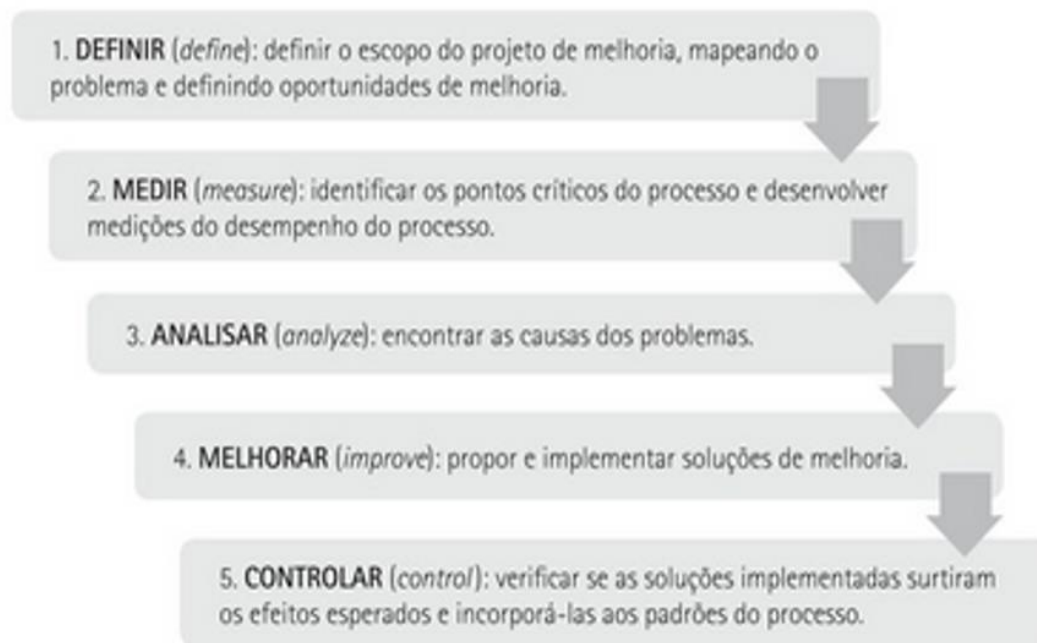 1. DEFINIR (define): definir o escopo do projeto de melhoria, mapeando o
problema e definindo oportunidades de melhoria.
2. MEDIR (measure): identificar os pontos críticos do processo e desenvolver
medições do desempenho do processo.
3. ANALISAR (analyze): encontrar as causas dos problemas.
4. MELHORAR (improve): propor e implementar soluções de melhoria.
5. CONTROLAR (control): verificar se as soluções implementadas surtiram
os efeitos esperados e incorporá-las aos padrões do processo.